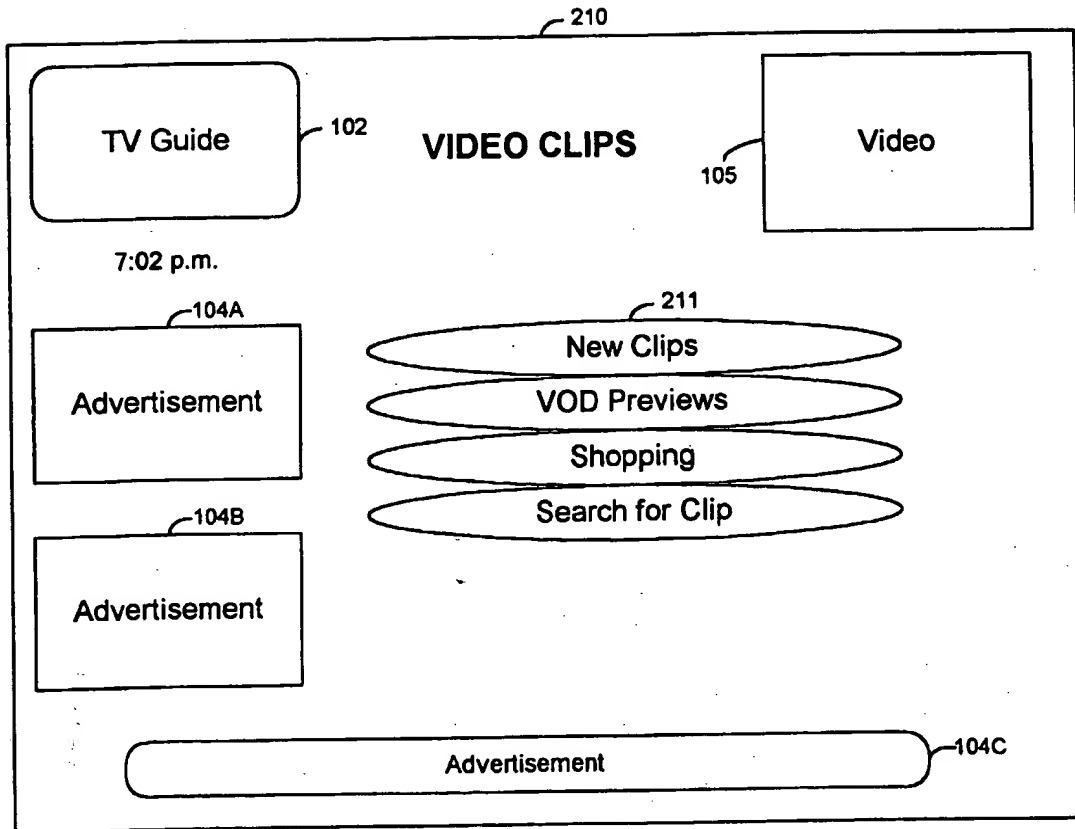 210
TV Guide
102
VIDEO CLIPS
105
Video
7:02 p.m.
104A
Advertisement
211
New Clips
VOD Previews
Shopping
Search for Clip
104B
Advertisement
Advertisement
104C